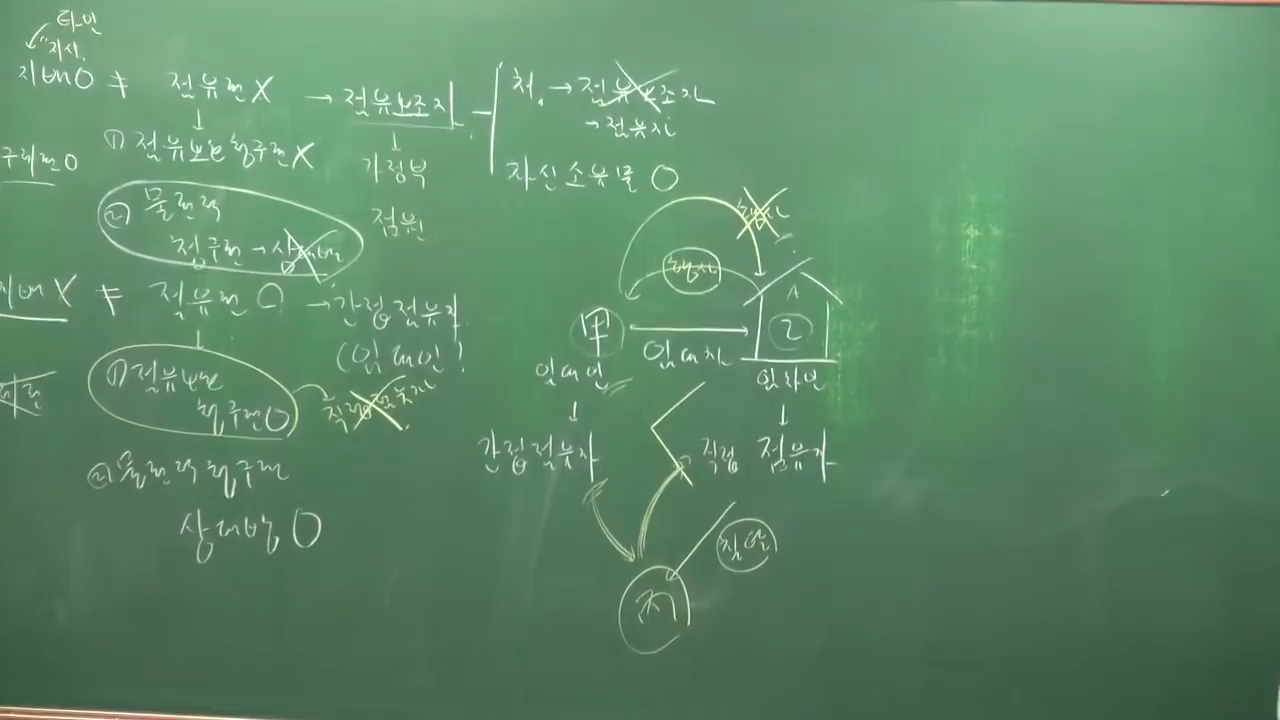 타인
"지시.
지배O ≠ 점유권X → 점유보조자
↓
① 점유보호청구권X
↓
가정부
점원
처. → 점유보조자
→ 점유자
자신소유물 O
② 물권적
청구권 →
지배X ≠ 점유권O → 간접점유자
(임대인)
↓
① 점유보호
청구권O
직접점유자
② 물권적청구권
상대방 O
甲
임대차
A
乙
임대인
임차인
↓
↓
간접점유자
직접 점유자
침탈
丙